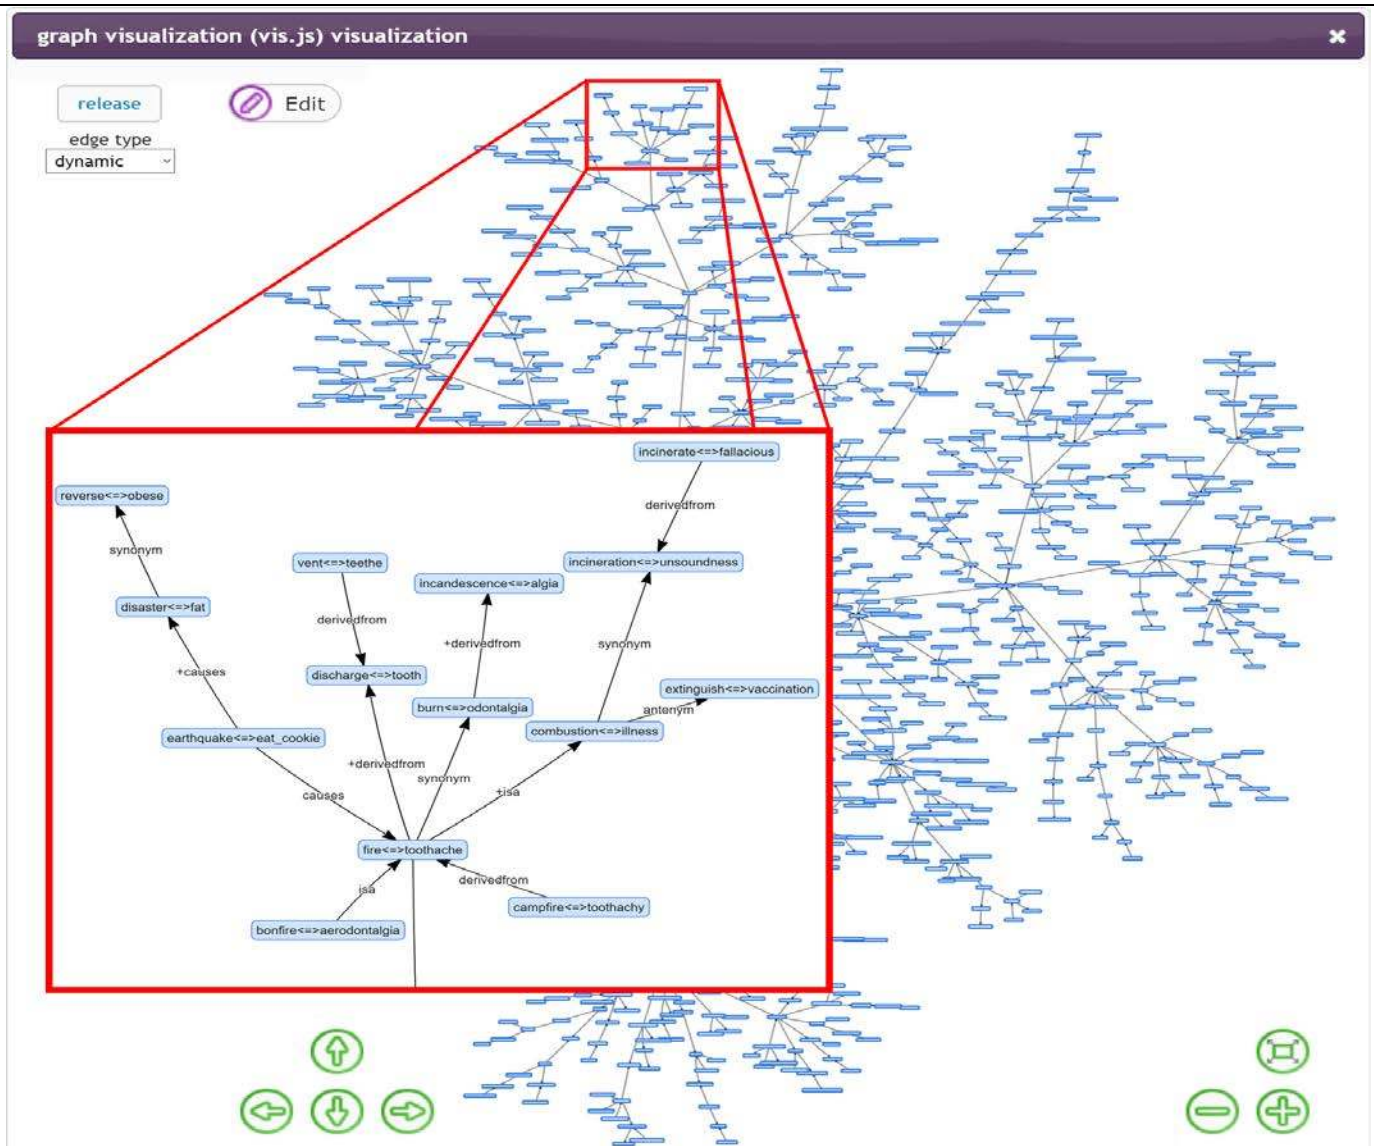 graph visualization (vis.js) visualization
release
Edit
edge type
dynamic
incinerate<=>fallacious
reverse<=>obese
derivedfrom
synonym
vent<=>teethe
incineration<=>unsoundness
incandescence<=>algia
disaster<=>fat
derivedfrom
+derivedfrom
synonym
+causes
discharge<=>tooth
extinguish<=>vaccination
burn<=>odontalgia
antonym
earthquake<=>eat_cookie
combustion<=>illness
+derivedfrom
synonym
+isa
causes
fire<=>toothache
isa
derivedfrom
campfire<=>toothachy
bonfire<=>aerodontalgia